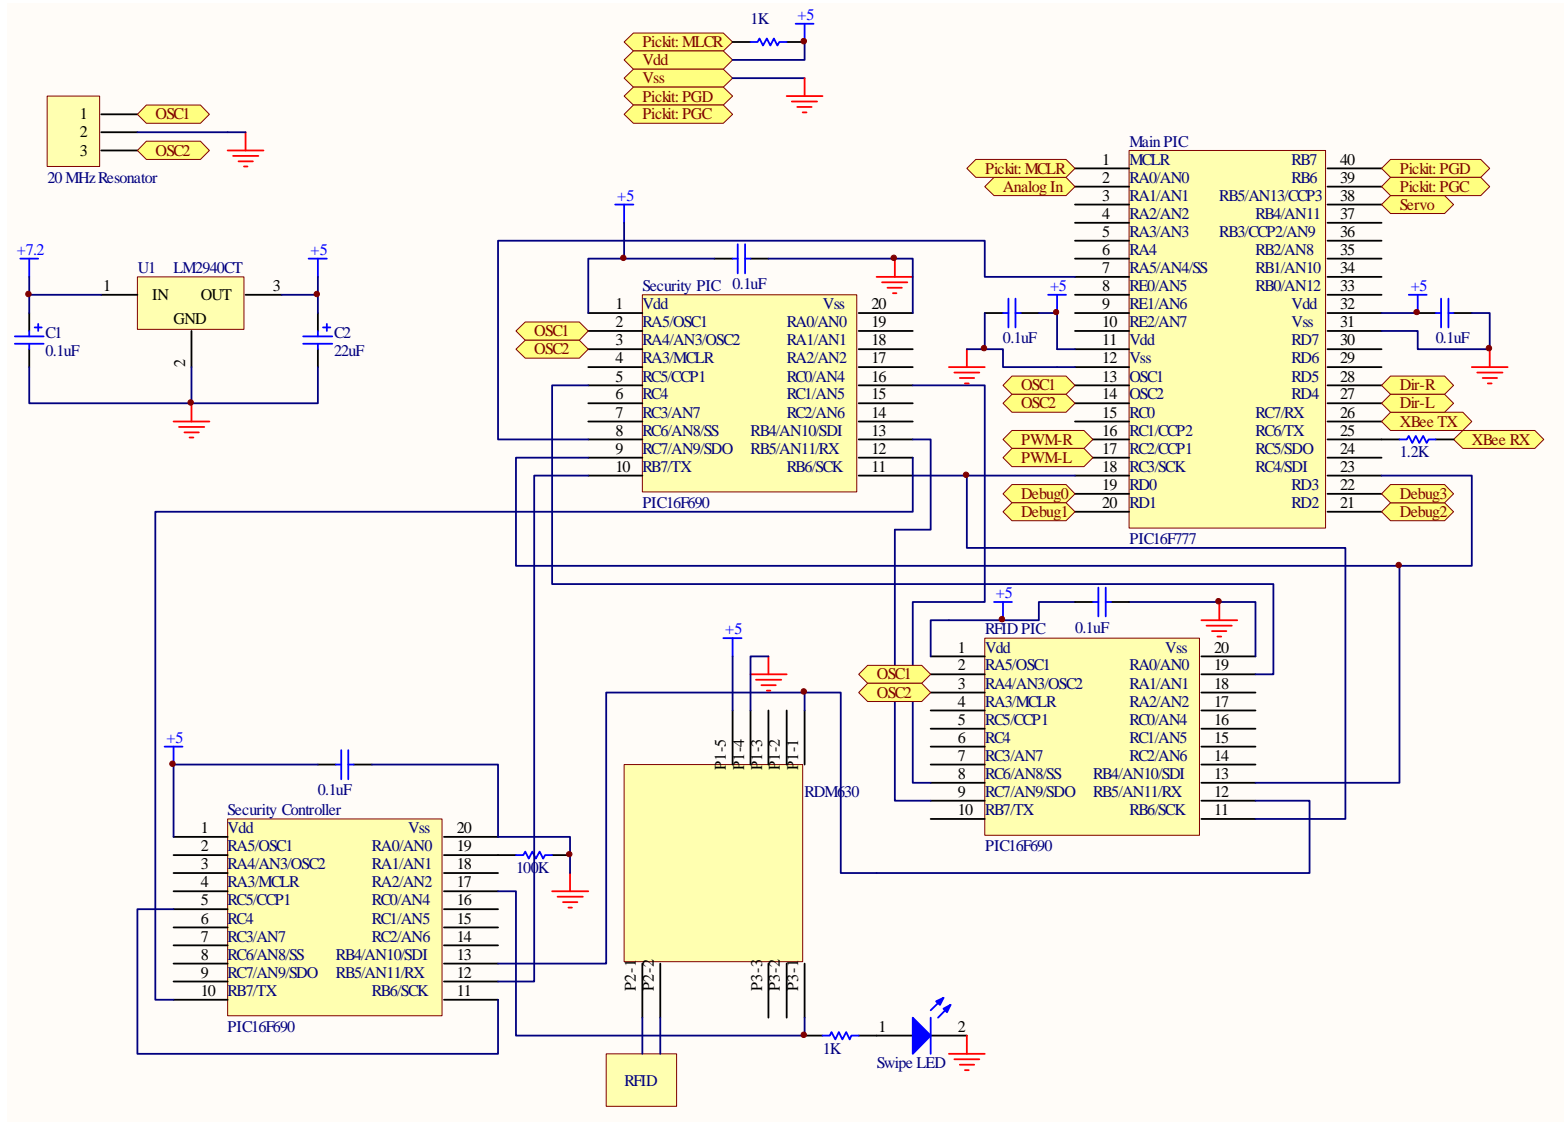 1K
+5
Pickit: MLCR
Vdd
Vss
Pickit: PGD
Pickit: PGC
1
2
3
OSC1
OSC2
20 MHz Resonator
+7.2
+5
U1 LM2940CT
1
IN
OUT
3
GND
2
C1
0.1uF
C2
22uF
+5
0.1uF
Security PIC
1 Vdd Vss 20
2 RA5/OSC1 RA0/AN0 19
3 RA4/AN3/OSC2 RA1/AN1 18
4 RA3/MCLR RA2/AN2 17
5 RC5/CCP1 RC0/AN4 16
6 RC4 RC1/AN5 15
7 RC3/AN7 RC2/AN6 14
8 RC6/AN8/SS RB4/AN10/SDI 13
9 RC7/AN9/SDO RB5/AN11/RX 12
10 RB7/TX RB6/SCK 11
OSC1
OSC2
PIC16F690
Main PIC
Pickit: MCLR 1 MCLR RB7 40 Pickit: PGD
Analog In 2 RA0/AN0 RB6 39 Pickit: PGC
3 RA1/AN1 RB5/AN13/CCP3 38 Servo
4 RA2/AN2 RB4/AN11 37
5 RA3/AN3 RB3/CCP2/AN9 36
6 RA4 RB2/AN8 35
7 RA5/AN4/SS RB1/AN10 34
8 RE0/AN5 RB0/AN12 33
9 RE1/AN6 Vdd 32
10 RE2/AN7 Vss 31
11 Vdd RD7 30
12 Vss RD6 29
OSC1 13 OSC1 RD5 28 Dir-R
OSC2 14 OSC2 RD4 27 Dir-L
15 RC0 RC7/RX 26 XBee TX
PWM-R 16 RC1/CCP2 RC6/TX 25 XBee RX
PWM-L 17 RC2/CCP1 RC5/SDO 24
18 RC3/SCK RC4/SDI 23
Debug0 19 RD0 RD3 22 Debug3
Debug1 20 RD1 RD2 21 Debug2
+5
0.1uF
+5
0.1uF
1.2K
PIC16F777
+5
0.1uF
RFID PIC
1 Vdd Vss 20
OSC1 2 RA5/OSC1 RA0/AN0 19
OSC2 3 RA4/AN3/OSC2 RA1/AN1 18
4 RA3/MCLR RA2/AN2 17
5 RC5/CCP1 RC0/AN4 16
6 RC4 RC1/AN5 15
7 RC3/AN7 RC2/AN6 14
8 RC6/AN8/SS RB4/AN10/SDI 13
9 RC7/AN9/SDO RB5/AN11/RX 12
10 RB7/TX RB6/SCK 11
PIC16F690
+5
P1-5
P1-4
P1-3
P1-2
P1-1
RDM630
P2-1
P2-2
P3-3
P3-2
P3-1
RFID
+5
0.1uF
Security Controller
1 Vdd Vss 20
2 RA5/OSC1 RA0/AN0 19
3 RA4/AN3/OSC2 RA1/AN1 18
4 RA3/MCLR RA2/AN2 17
5 RC5/CCP1 RC0/AN4 16
6 RC4 RC1/AN5 15
7 RC3/AN7 RC2/AN6 14
8 RC6/AN8/SS RB4/AN10/SDI 13
9 RC7/AN9/SDO RB5/AN11/RX 12
10 RB7/TX RB6/SCK 11
PIC16F690
100K
1K
1
2
Swipe LED